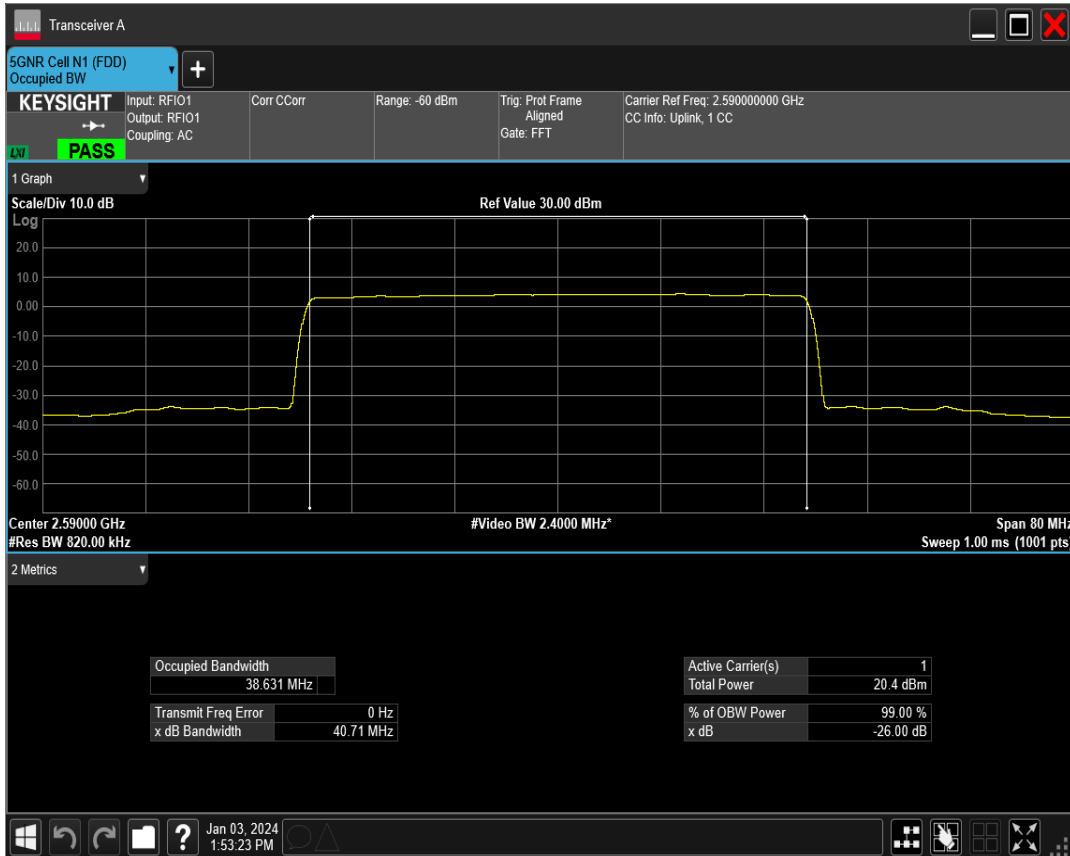 Transceiver A
5GNR Cell N1 (FDD)
Occupied BW
+
KEYSIGHT
LXI
PASS
Input: RFIO1
Output: RFIO1
Coupling: AC
Corr CCorr
Range: -60 dBm
Trig: Prot Frame
Aligned
Gate: FFT
Carrier Ref Freq: 2.590000000 GHz
CC Info: Uplink, 1 CC
1 Graph
Scale/Div 10.0 dB
Ref Value 30.00 dBm
Log
20.0
10.0
0.00
-10.0
-20.0
-30.0
-40.0
-50.0
-60.0
Center 2.59000 GHz
#Video BW 2.4000 MHz*
Span 80 MHz
#Res BW 820.00 kHz
Sweep 1.00 ms (1001 pts)
2 Metrics
Occupied Bandwidth
38.631 MHz
Transmit Freq Error 0 Hz
x dB Bandwidth 40.71 MHz
Active Carrier(s) 1
Total Power 20.4 dBm
% of OBW Power 99.00 %
x dB -26.00 dB
?
Jan 03, 2024
1:53:23 PM